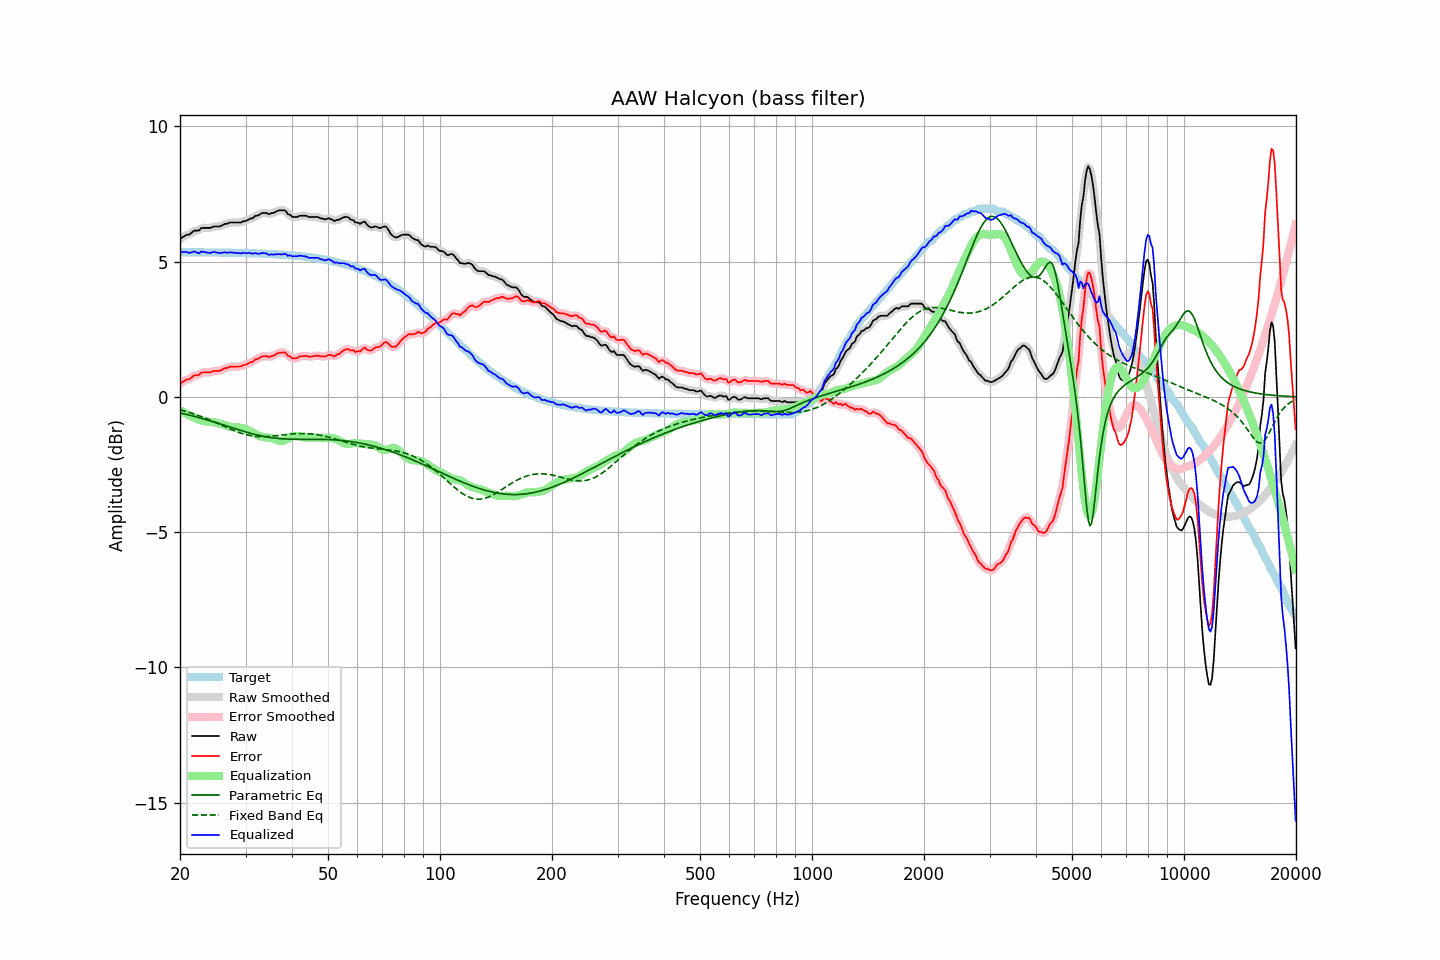 AAW Halcyon (bass filter)
10
5
0
−5
−10
−15
Amplitude (dBr)
Target
Raw Smoothed
Error Smoothed
Raw
Error
Equalization
Parametric Eq
Fixed Band Eq
Equalized
20 50 100 200 500 1000 2000 5000 10000 20000
Frequency (Hz)